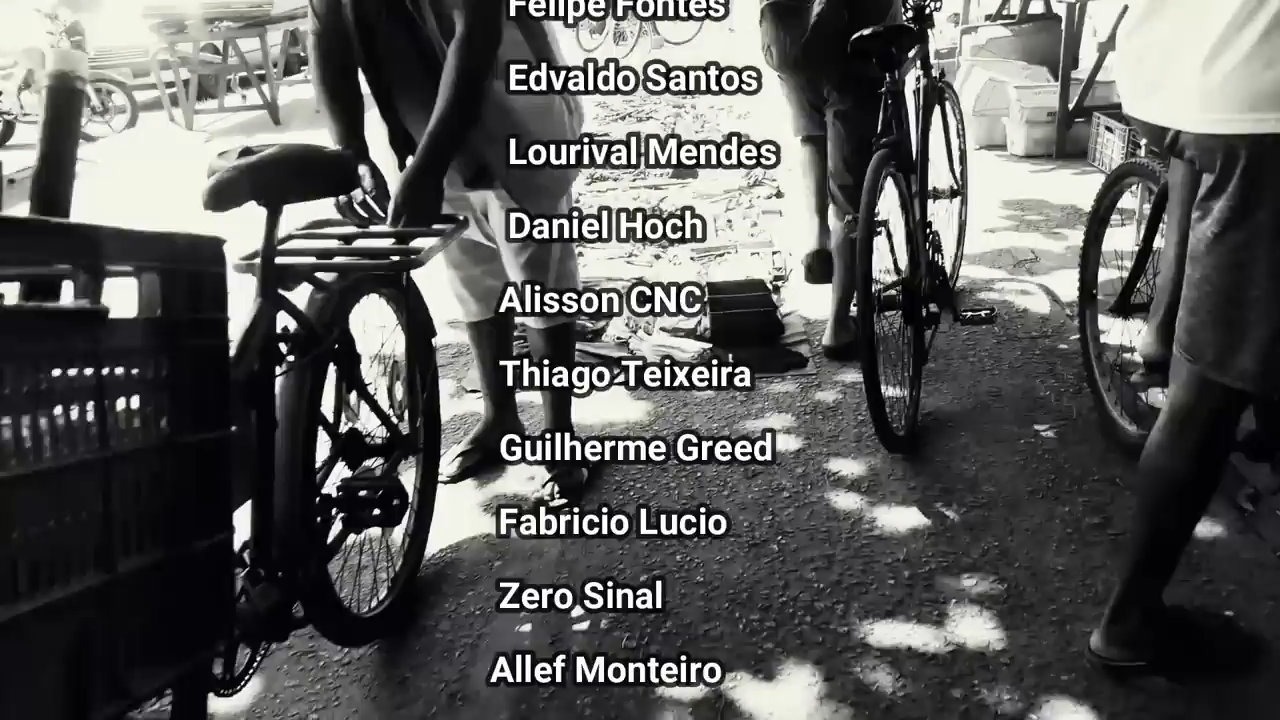 Felipe Fontes
Edvaldo Santos
Lourival Mendes
Daniel Hoch
Alisson CNC
Thiago Teixeira
Guilherme Greed
Fabricio Lucio
Zero Sinal
Allef Monteiro